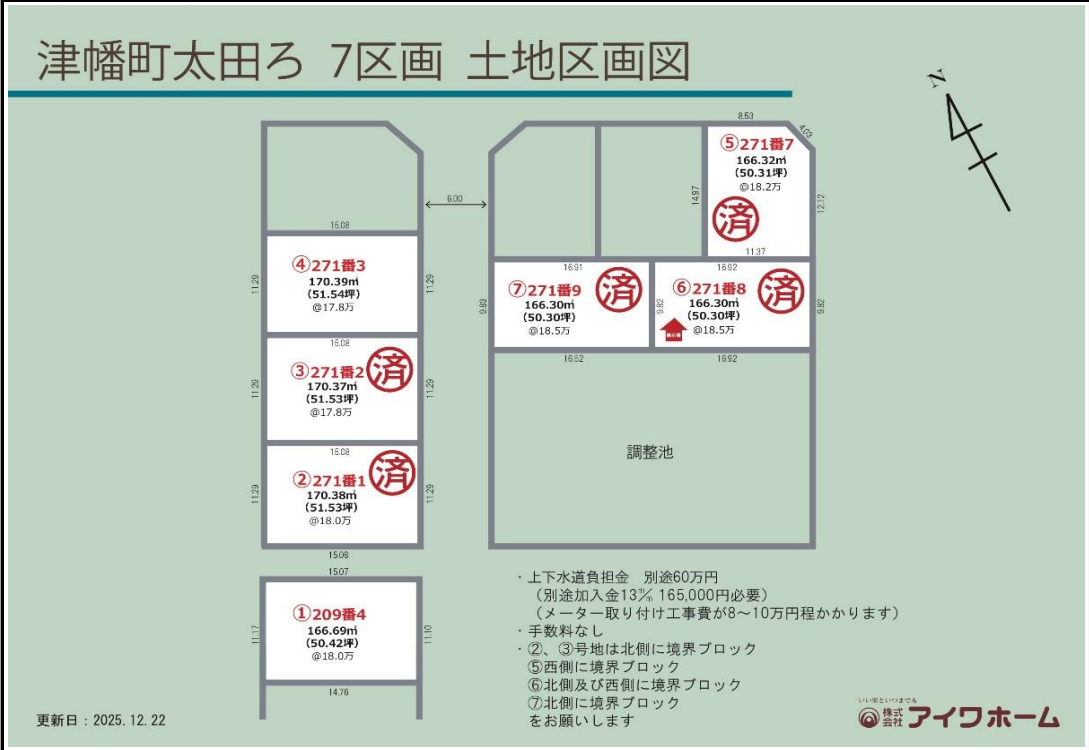 津幡町太田ろ 7区画 土地区画図
N
8.53
4.03
⑤271番7
166.32㎡
(50.31坪)
@18.2万
済
14.97
12.12
11.37
6.00
15.08
④271番3
170.39㎡
(51.54坪)
@17.8万
11.29
11.29
16.91
⑦271番9
166.30㎡
(50.30坪)
@18.5万
済
9.83
16.52
16.92
⑥271番8
166.30㎡
(50.30坪)
@18.5万
済
9.82
9.82
16.92
15.08
③271番2
170.37㎡
(51.53坪)
@17.8万
済
11.29
11.29
15.08
②271番1
170.38㎡
(51.53坪)
@18.0万
済
11.29
11.29
15.06
調整池
15.07
①209番4
166.69㎡
(50.42坪)
@18.0万
11.17
11.10
14.76
・上下水道負担金 別途60万円
（別途加入金13㎜ 165,000円必要）
（メーター取り付け工事費が8～10万円程かかります）
・手数料なし
・②、③号地は北側に境界ブロック
⑤西側に境界ブロック
⑥北側及び西側に境界ブロック
⑦北側に境界ブロック
をお願いします
更新日：2025.12.22
いい家といつまでも
株式会社 アイワホーム